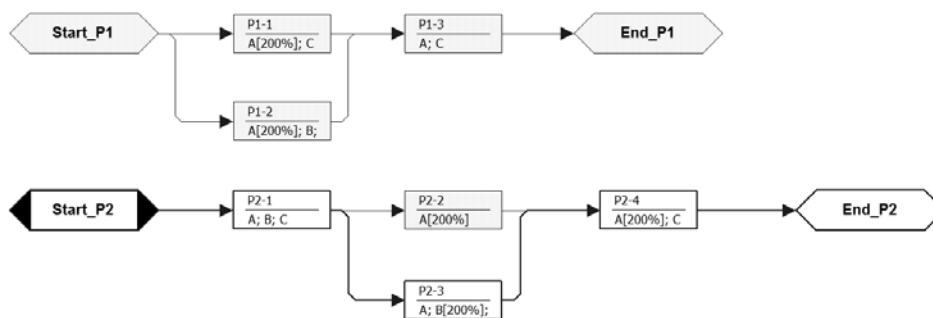 Start_P1
P1-1
A[200%]; C
P1-3
A; C
End_P1
P1-2
A[200%]; B;
Start_P2
P2-1
A; B; C
P2-2
A[200%]
P2-4
A[200%]; C
End_P2
P2-3
A; B[200%];